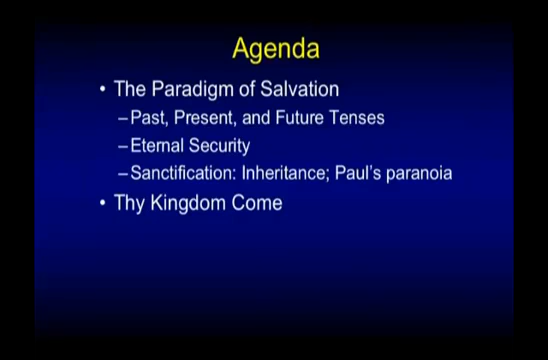 Agenda
• The Paradigm of Salvation
–Past, Present, and Future Tenses
–Eternal Security
–Sanctification: Inheritance; Paul's paranoia
• Thy Kingdom Come